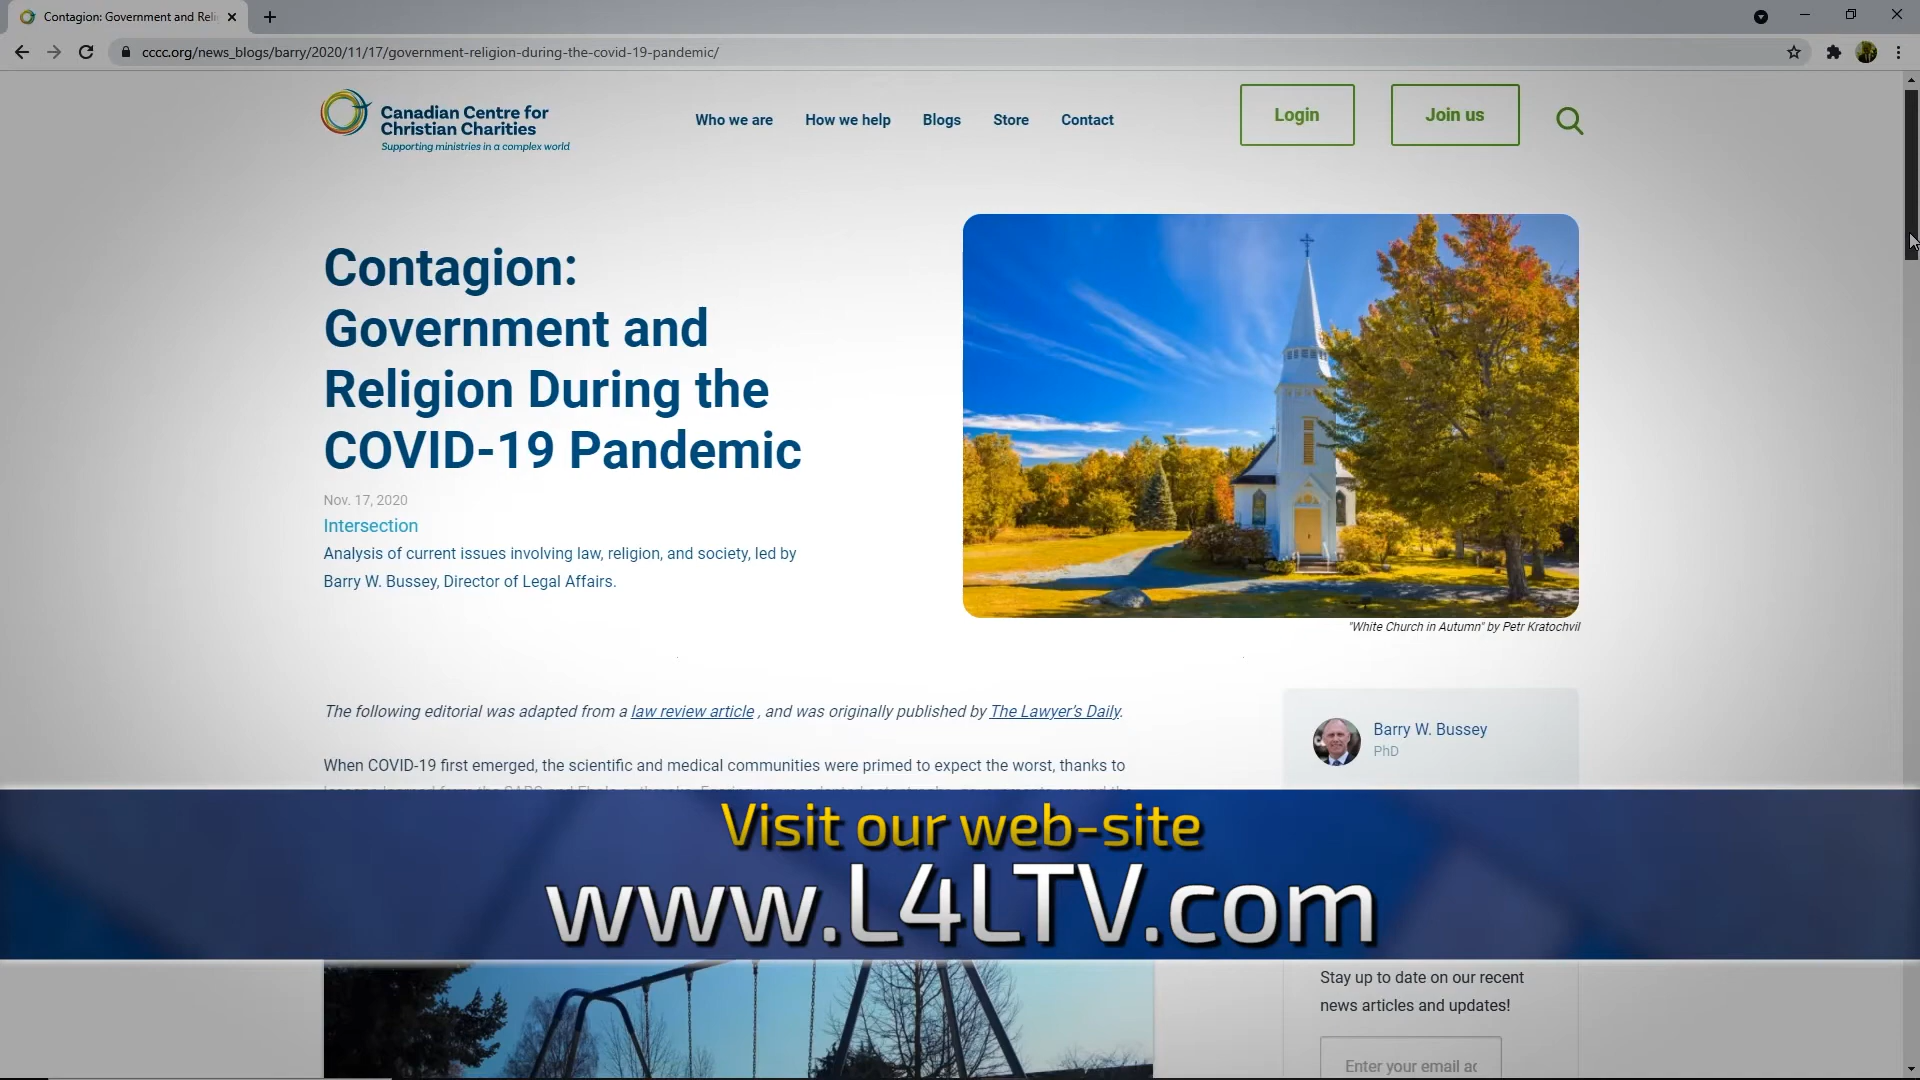 Contagion: Government and Reli
cccc.org/news_blogs/barry/2020/11/17/government-religion-during-the-covid-19-pandemic/
Canadian Centre for
Christian Charities
Supporting ministries in a complex world
Who we are
How we help
Blogs
Store
Contact
Login
Join us
Contagion:
Government and
Religion During the
COVID-19 Pandemic
Nov. 17, 2020
Intersection
Analysis of current issues involving law, religion, and society, led by
Barry W. Bussey, Director of Legal Affairs.
"White Church in Autumn" by Petr Kratochvil
The following editorial was adapted from a law review article , and was originally published by The Lawyer's Daily.
Barry W. Bussey
PhD
When COVID-19 first emerged, the scientific and medical communities were primed to expect the worst, thanks to
Visit our web-site
www.L4LTV.com
Stay up to date on our recent
news articles and updates!
Enter your email ad